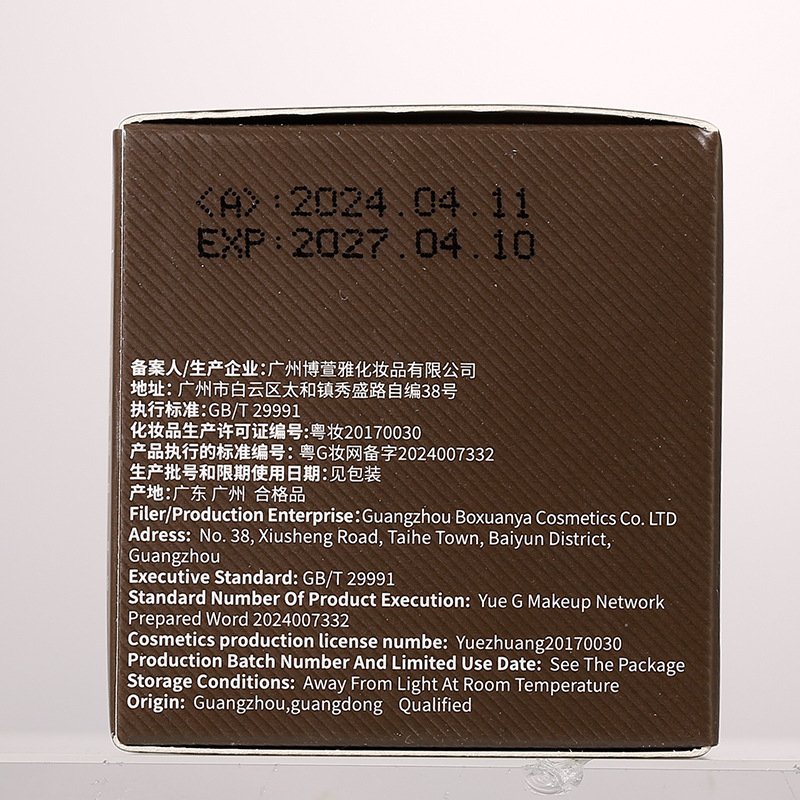 <A>:2024.04.11
EXP:2027.04.10
备案人/生产企业:广州博萱雅化妆品有限公司
地址: 广州市白云区太和镇秀盛路自编38号
执行标准:GB/T 29991
化妆品生产许可证编号:粤妆20170030
产品执行的标准编号: 粤G妆网备字2024007332
生产批号和限期使用日期:见包装
产地:广东 广州 合格品
Filer/Production Enterprise:Guangzhou Boxuanya Cosmetics Co. LTD
Adress: No. 38, Xiusheng Road, Taihe Town, Baiyun District,
Guangzhou
Executive Standard: GB/T 29991
Standard Number Of Product Execution: Yue G Makeup Network
Prepared Word 2024007332
Cosmetics production license numbe: Yuezhuang20170030
Production Batch Number And Limited Use Date: See The Package
Storage Conditions: Away From Light At Room Temperature
Origin: Guangzhou,guangdong Qualified